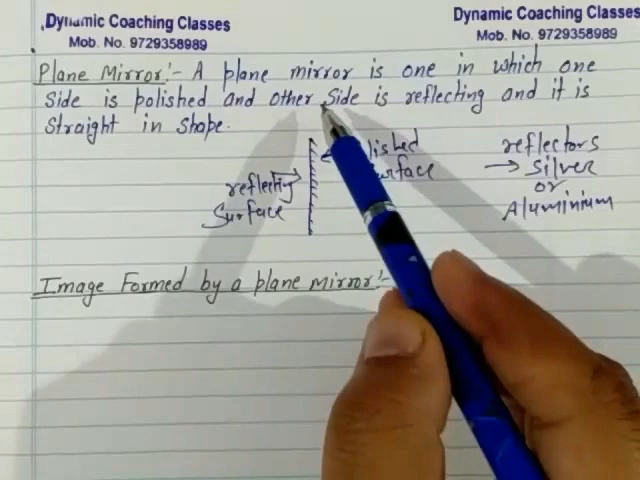 Dynamic Coaching Classes
Mob. No. 9729358989
Dynamic Coaching Classes
Mob. No. 9729358989
Plane Mirror:- A plane mirror is one in which one
side is polished and other side is reflecting and it is
straight in shape.
reflecting
surface
reflectors
→ silver
or
Aluminium
Image Formed by a plane mirror:-